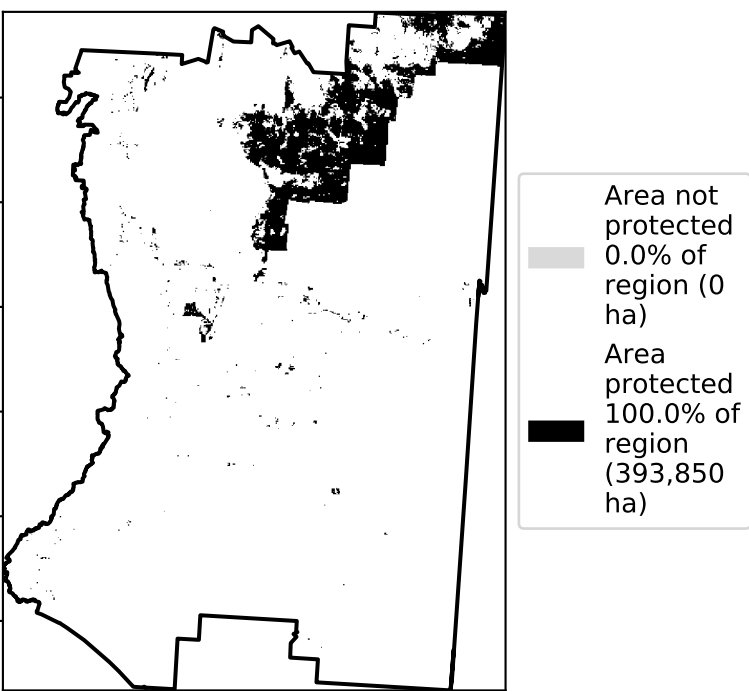 Area not
protected
0.0% of
region (0
ha)
Area
protected
100.0% of
region
(393,850
ha)